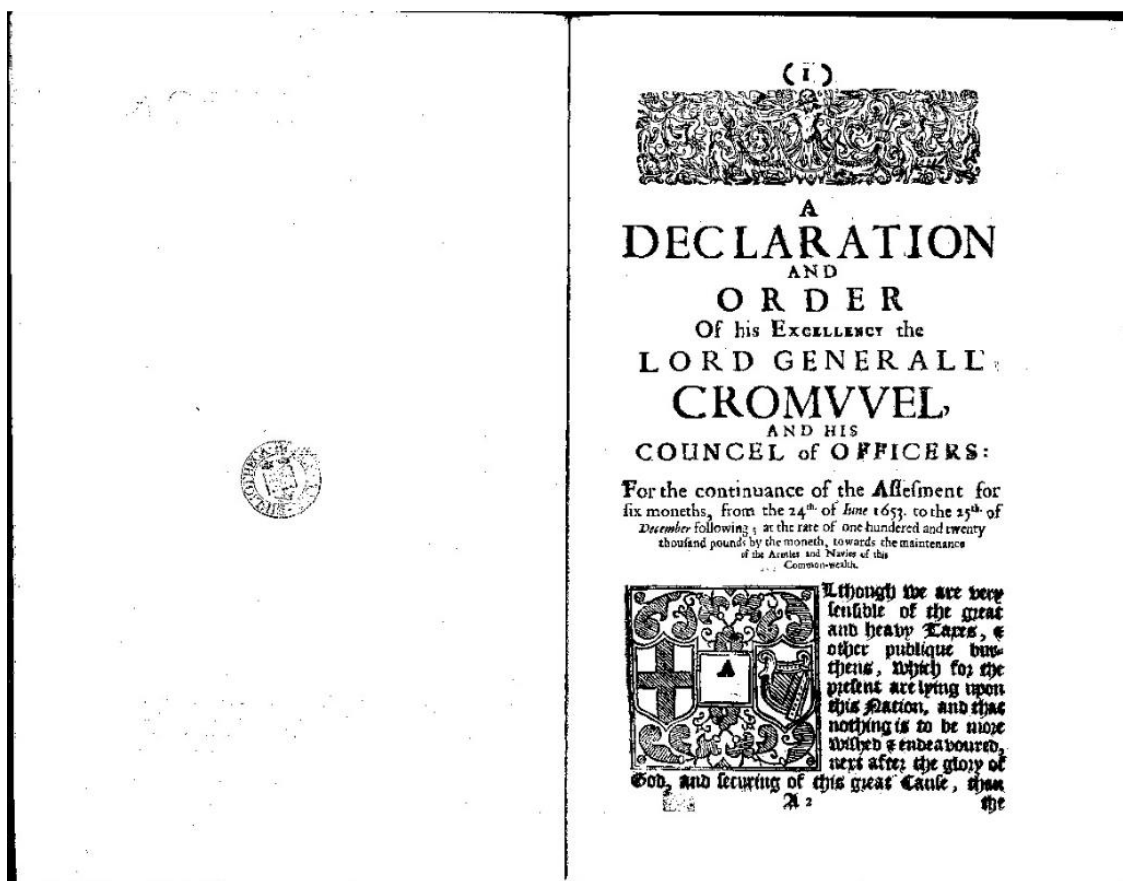 (1)
A
DECLARATION
AND
ORDER
Of his EXCELLENCY the
LORD GENERALL
CROMVVEL,
AND HIS
COUNCEL of OFFICERS:
For the continuance of the Aſſeſment for
ſix moneths, from the 24th. of Iune 1653. to the 25th. of
December following; at the rate of one hundred and twenty
thouſand pounds by the moneth, towards the maintenance
of the Armies and Navies of this
Common-wealth.
ALthough we are very
ſenſible of the great
and heavy Taxes, &
other publique bur-
thens, which for the
preſent are lying upon
this Nation, and that
nothing is to be more
wiſhed & endeavoured,
next after the glory of
God, and ſecuring of this great Cauſe, than
A 2 the